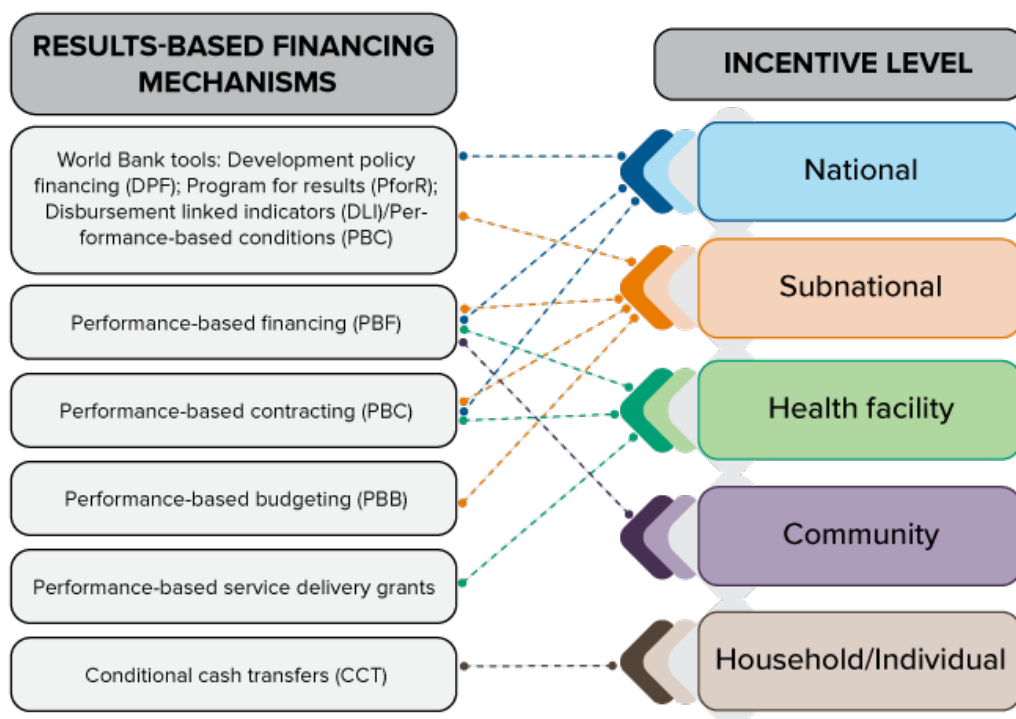 RESULTS-BASED FINANCING
MECHANISMS
INCENTIVE LEVEL
World Bank tools: Development policy
financing (DPF); Program for results (PforR);
Disbursement linked indicators (DLI)/Per-
formance-based conditions (PBC)
Performance-based financing (PBF)
Performance-based contracting (PBC)
Performance-based budgeting (PBB)
Performance-based service delivery grants
Conditional cash transfers (CCT)
National
Subnational
Health facility
Community
Household/Individual